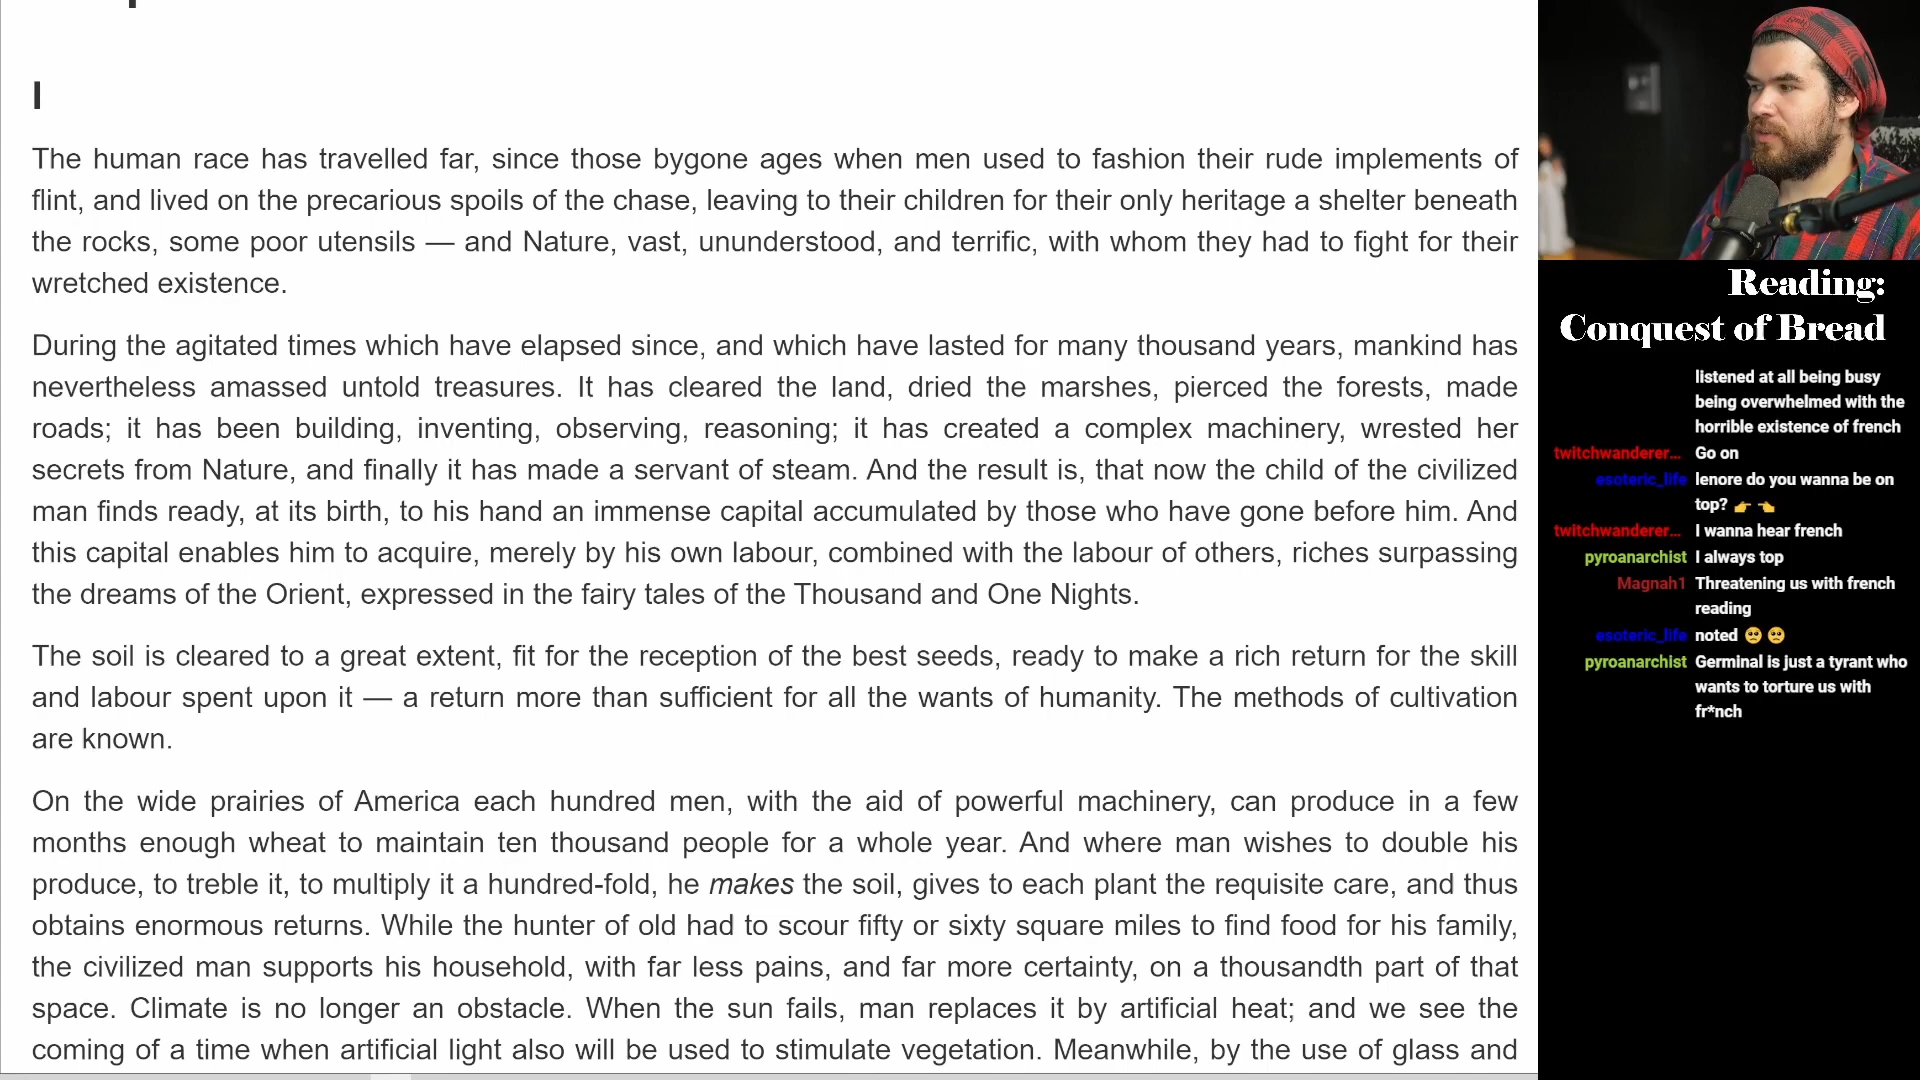 I
The human race has travelled far, since those bygone ages when men used to fashion their rude implements of
flint, and lived on the precarious spoils of the chase, leaving to their children for their only heritage a shelter beneath
the rocks, some poor utensils — and Nature, vast, ununderstood, and terrific, with whom they had to fight for their
wretched existence.
During the agitated times which have elapsed since, and which have lasted for many thousand years, mankind has
nevertheless amassed untold treasures. It has cleared the land, dried the marshes, pierced the forests, made
roads; it has been building, inventing, observing, reasoning; it has created a complex machinery, wrested her
secrets from Nature, and finally it has made a servant of steam. And the result is, that now the child of the civilized
man finds ready, at its birth, to his hand an immense capital accumulated by those who have gone before him. And
this capital enables him to acquire, merely by his own labour, combined with the labour of others, riches surpassing
the dreams of the Orient, expressed in the fairy tales of the Thousand and One Nights.
The soil is cleared to a great extent, fit for the reception of the best seeds, ready to make a rich return for the skill
and labour spent upon it — a return more than sufficient for all the wants of humanity. The methods of cultivation
are known.
On the wide prairies of America each hundred men, with the aid of powerful machinery, can produce in a few
months enough wheat to maintain ten thousand people for a whole year. And where man wishes to double his
produce, to treble it, to multiply it a hundred-fold, he makes the soil, gives to each plant the requisite care, and thus
obtains enormous returns. While the hunter of old had to scour fifty or sixty square miles to find food for his family,
the civilized man supports his household, with far less pains, and far more certainty, on a thousandth part of that
space. Climate is no longer an obstacle. When the sun fails, man replaces it by artificial heat; and we see the
coming of a time when artificial light also will be used to stimulate vegetation. Meanwhile, by the use of glass and
Reading:
Conquest of Bread
listened at all being busy
being overwhelmed with the
horrible existence of french
twitchwanderer... Go on
esoteric_life lenore do you wanna be on
top? 👉 👈
twitchwanderer... I wanna hear french
pyroanarchist I always top
Magnah1 Threatening us with french
reading
esoteric_life noted 🥺 🥺
pyroanarchist Germinal is just a tyrant who
wants to torture us with
fr*nch